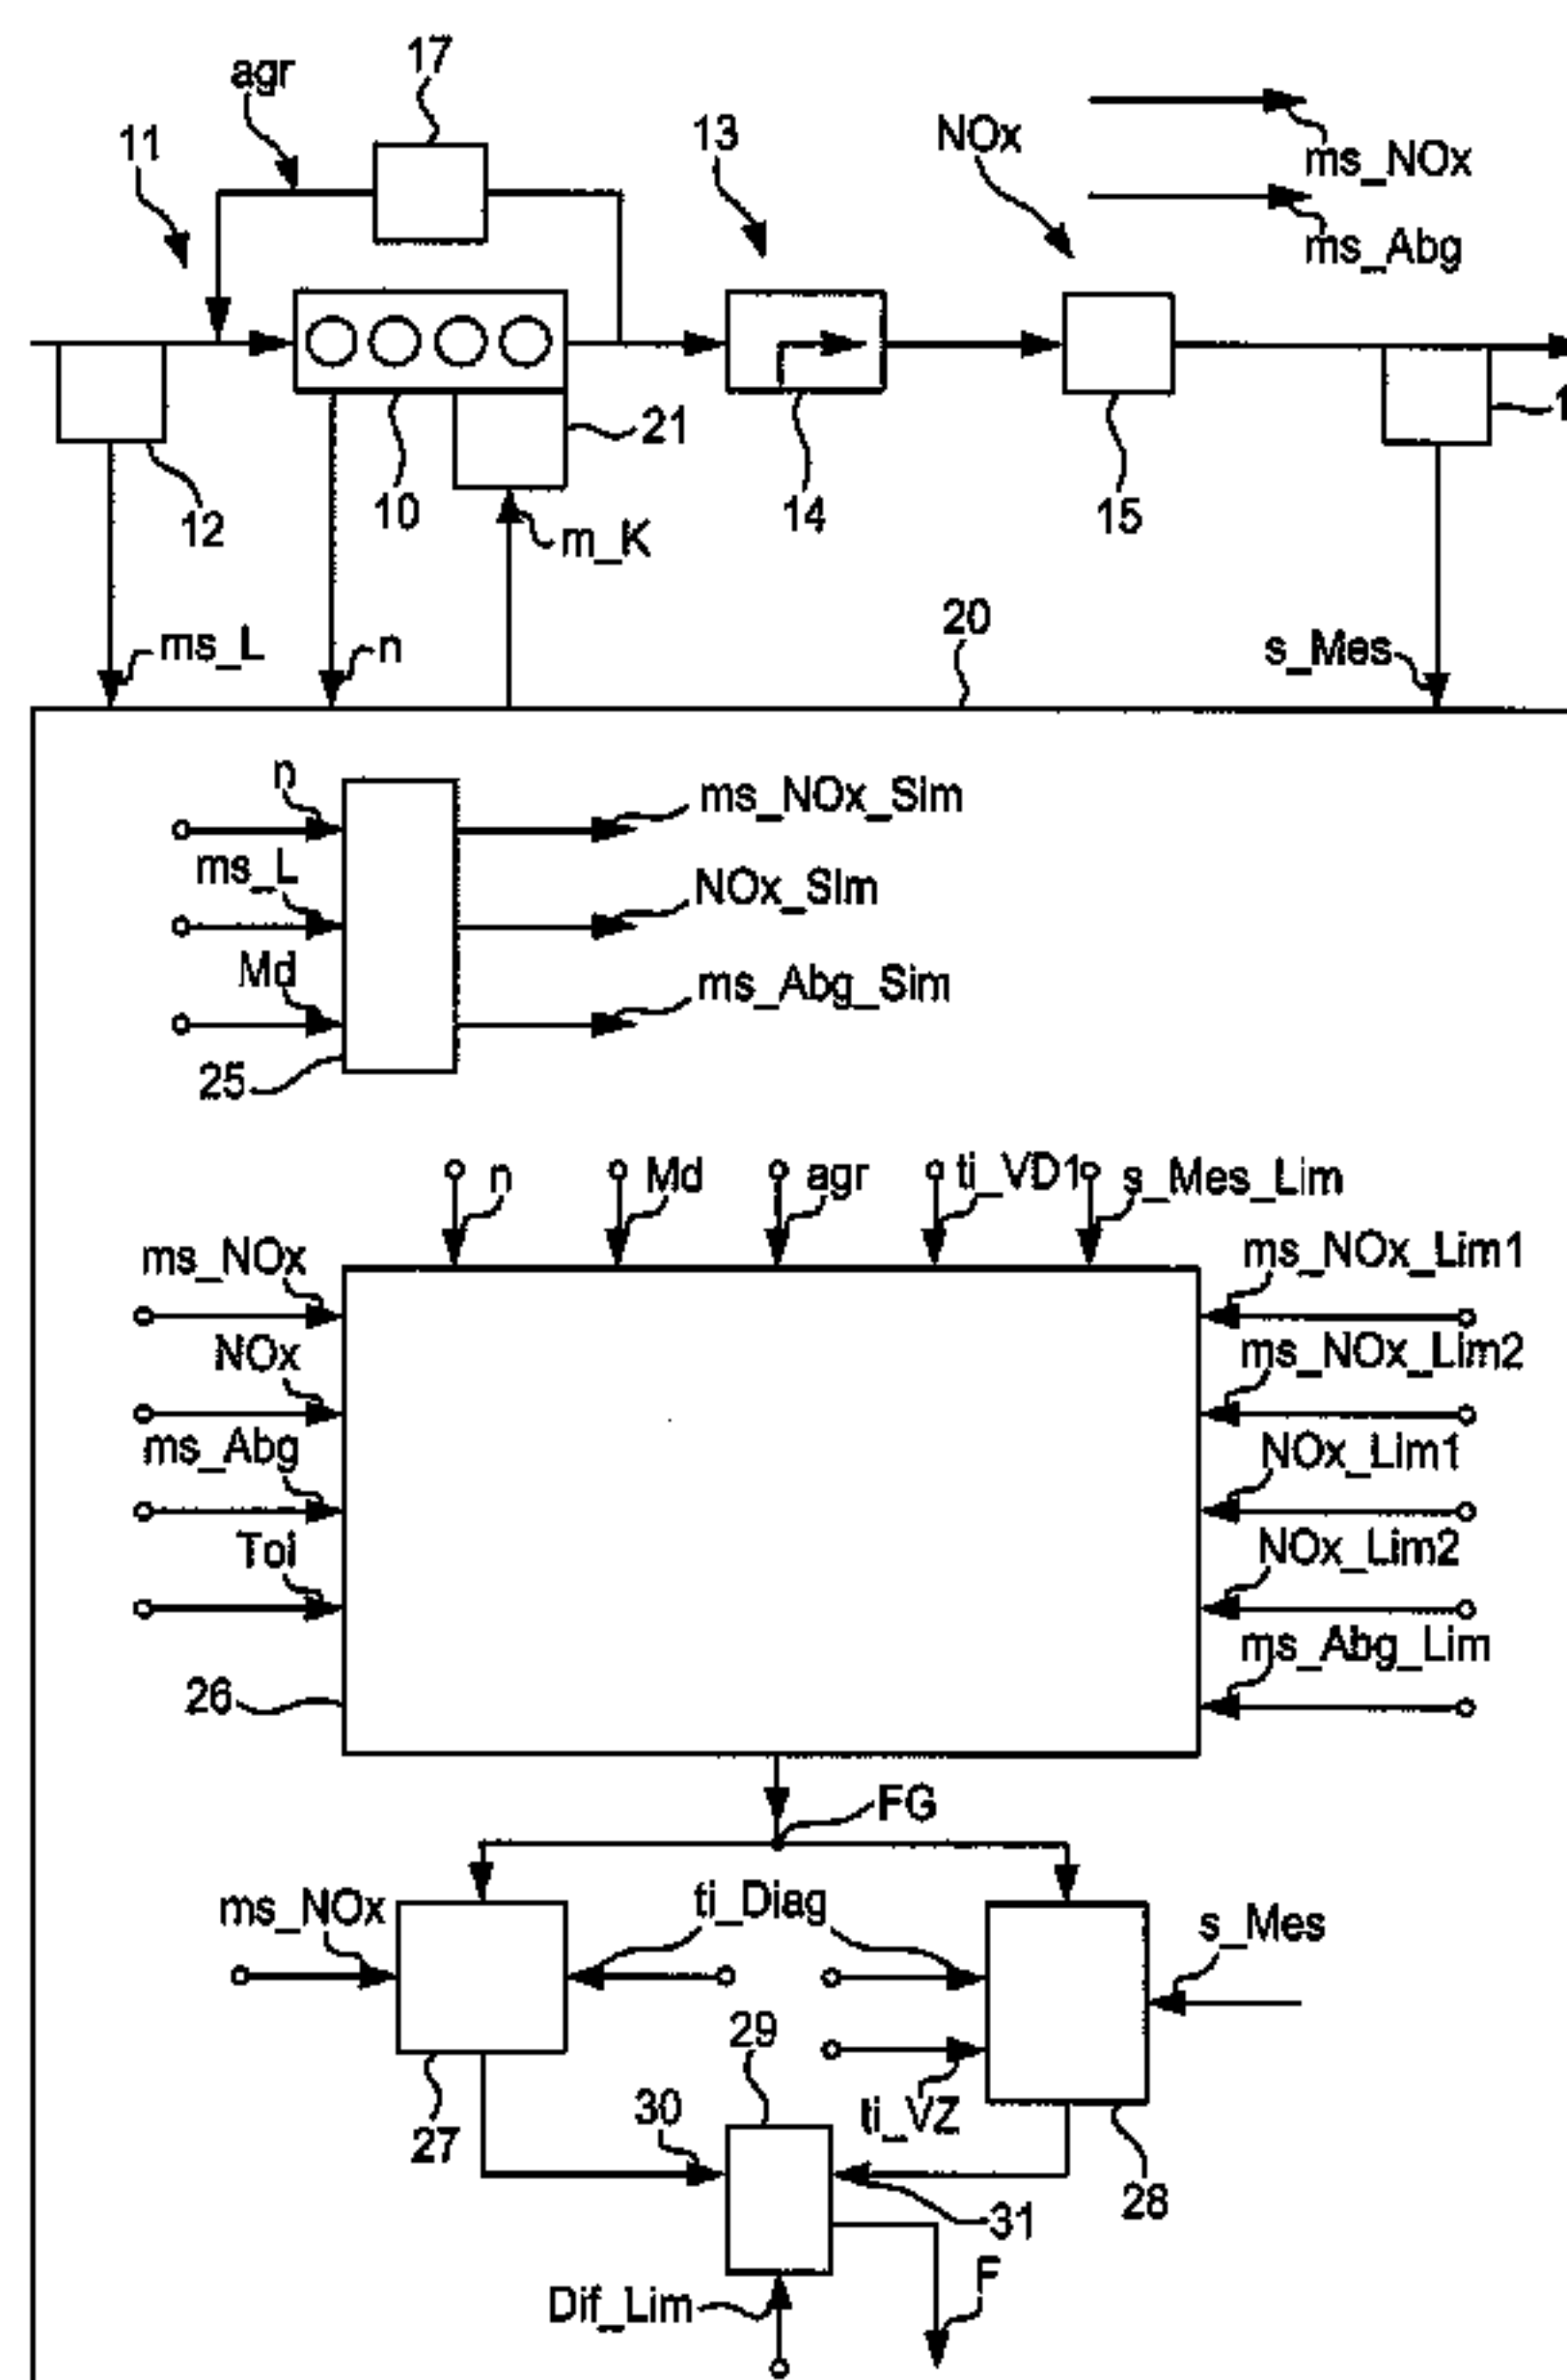 17
agr
11
13
NOx
ms_NOx
ms_Abg
21
1
10
14
15
12
m_K
20
ms_L
n
s_Mes
n
ms_NOx_Sim
ms_L
NOx_Sim
Md
ms_Abg_Sim
25
n
Md
agr
ti_VD1
s_Mes_Lim
ms_NOx
ms_NOx_Lim1
NOx
ms_NOx_Lim2
ms_Abg
NOx_Lim1
Tol
NOx_Lim2
ms_Abg_Lim
26
FG
ms_NOx
ti_Diag
s_Mes
29
30
ti_VZ
27
28
31
Dif_Lim
F